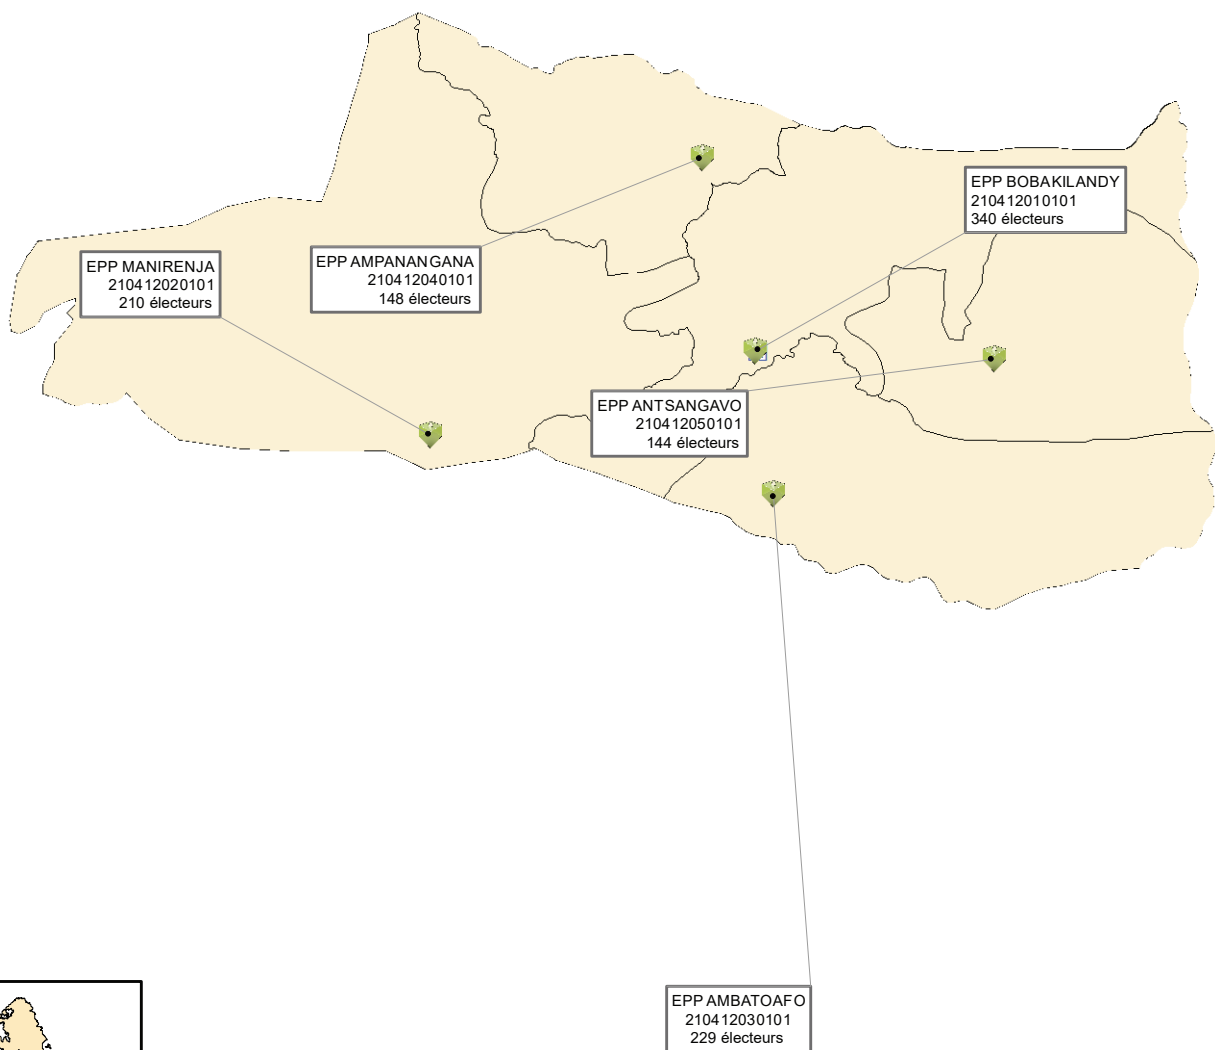 EPP BOBAKILANDY
210412010101
340 électeurs
EPP AMPANANGANA
210412040101
148 électeurs
EPP MANIRENJA
210412020101
210 électeurs
EPP ANTSANGAVO
210412050101
144 électeurs
EPP AMBATOAFO
210412030101
229 électeurs